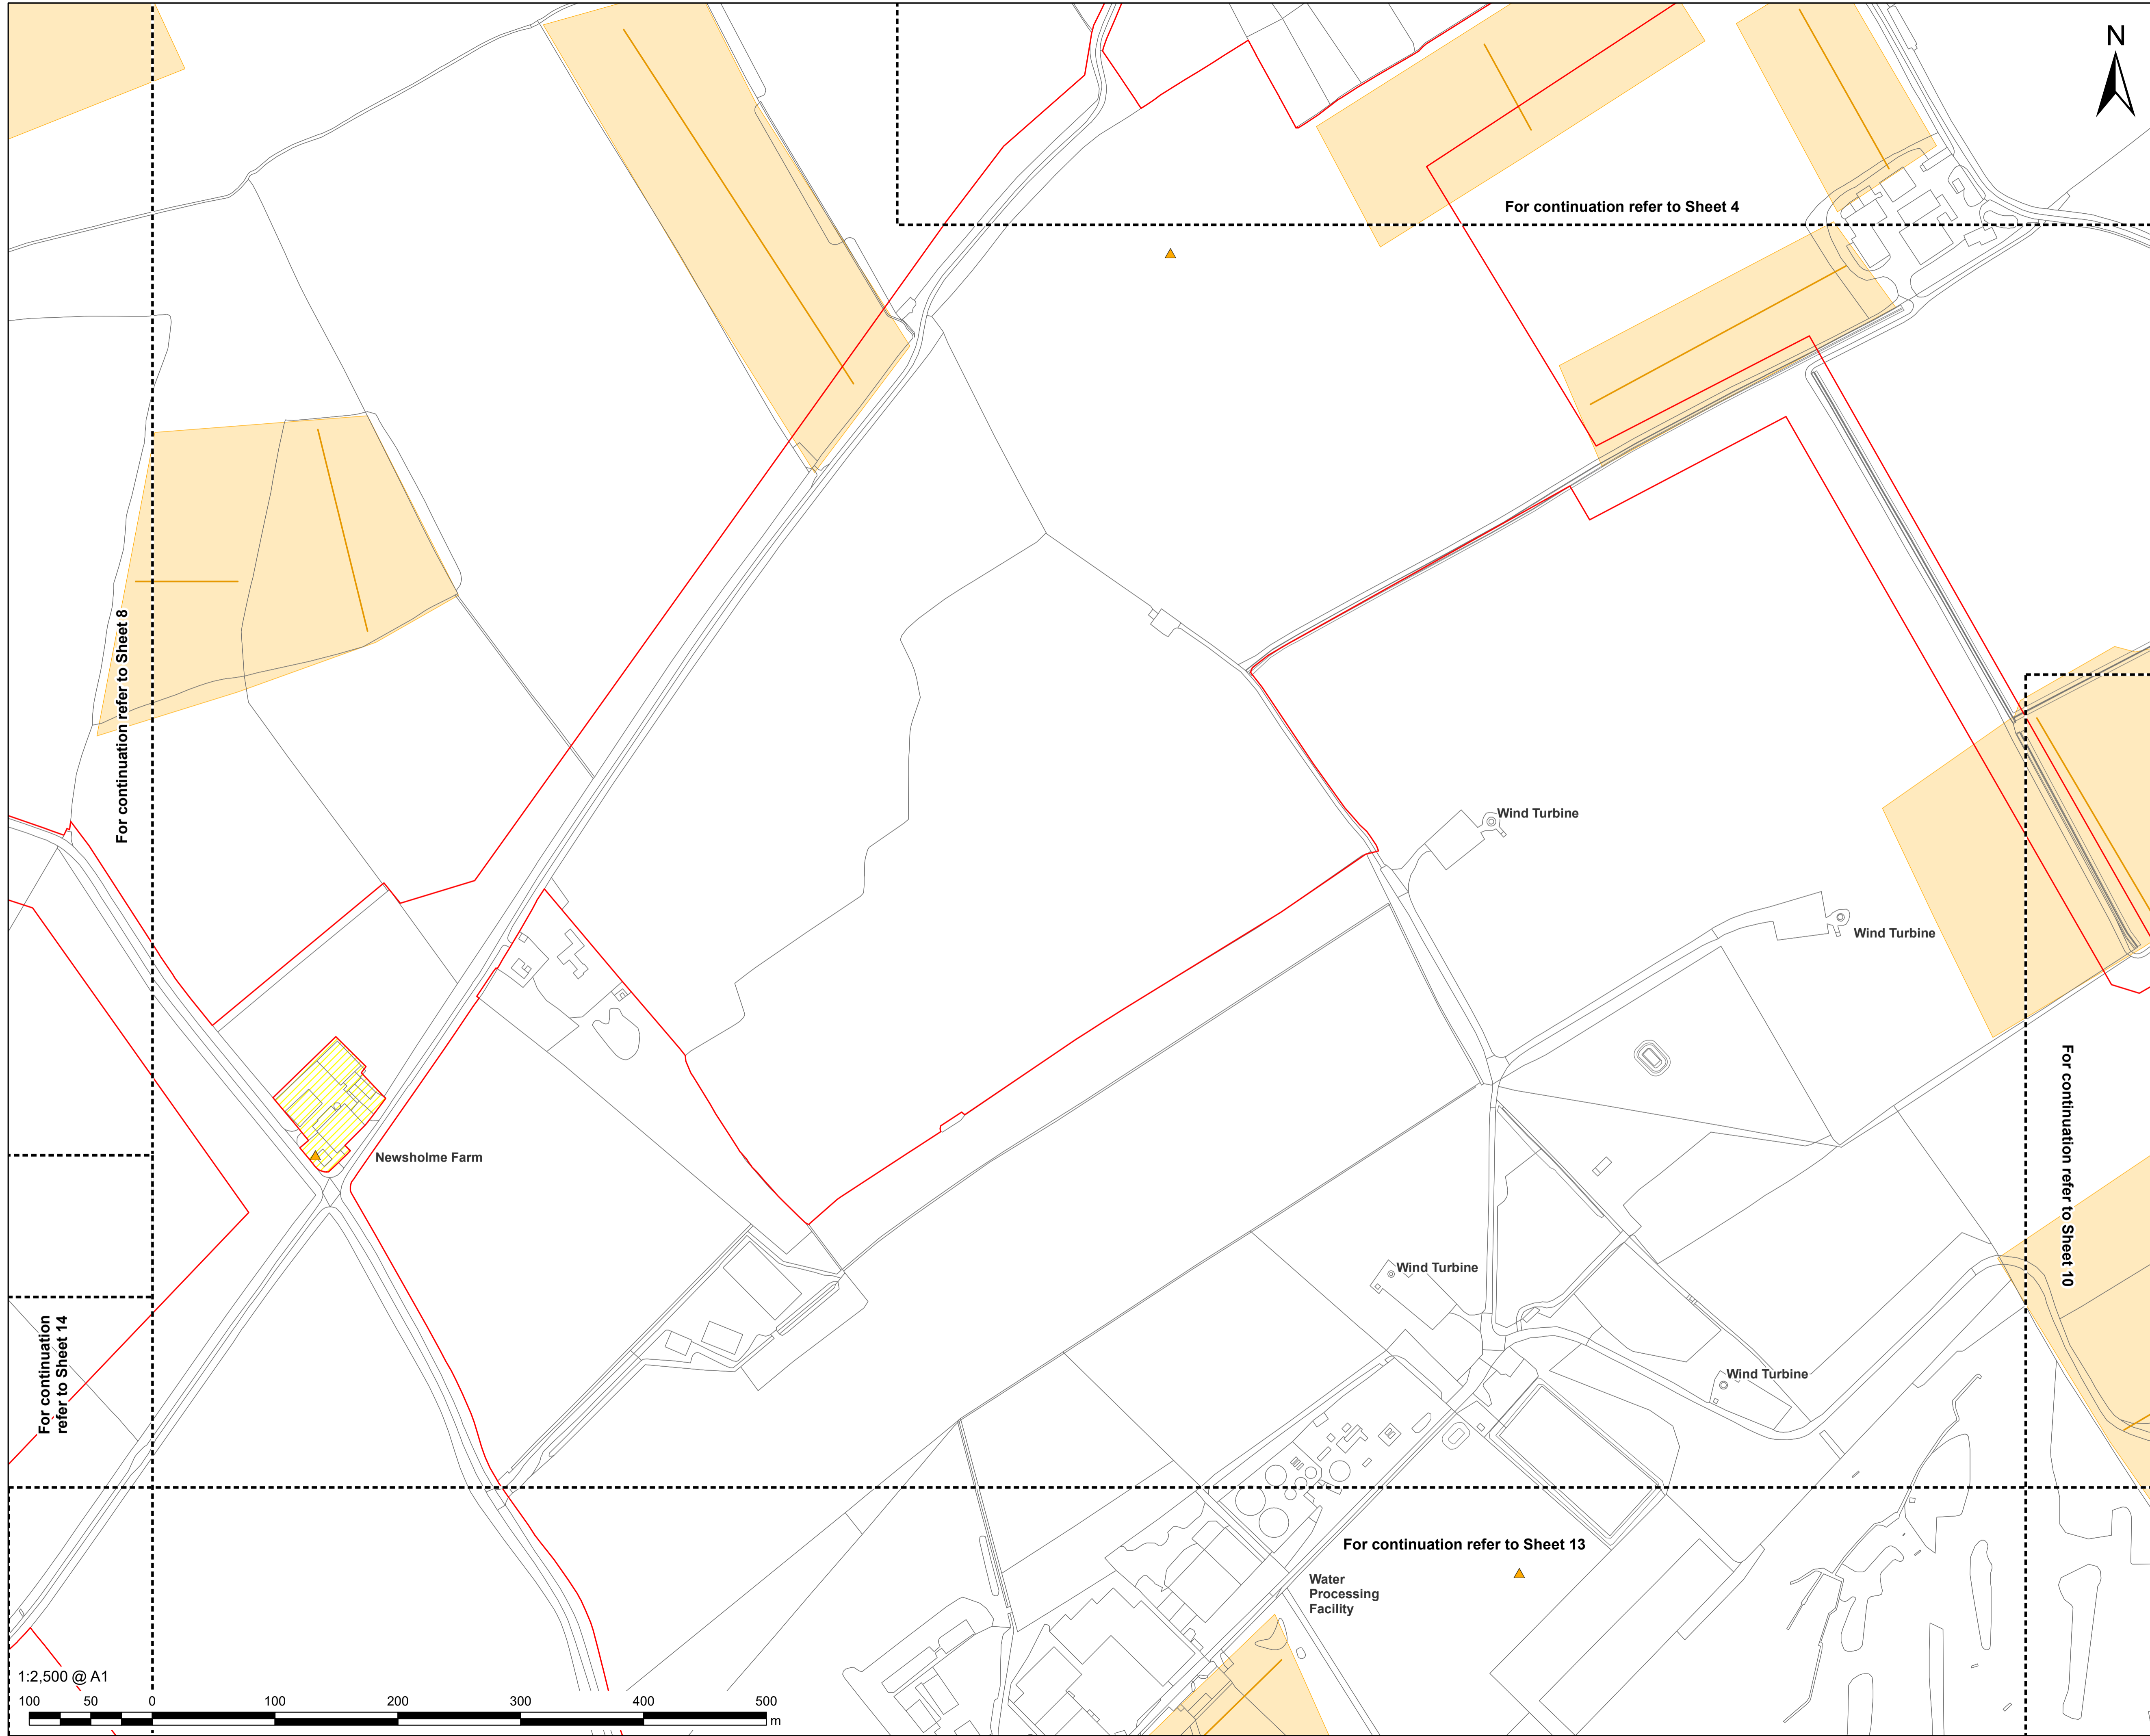 N
For continuation refer to Sheet 4
For continuation refer to Sheet 8
Wind Turbine
Wind Turbine
For continuation refer to Sheet 10
Newsholme Farm
Wind Turbine
For continuation
refer to Sheet 14
Wind Turbine
For continuation refer to Sheet 13
Water
Processing
Facility
1:2,500 @ A1
100 50 0 100 200 300 400 500
m